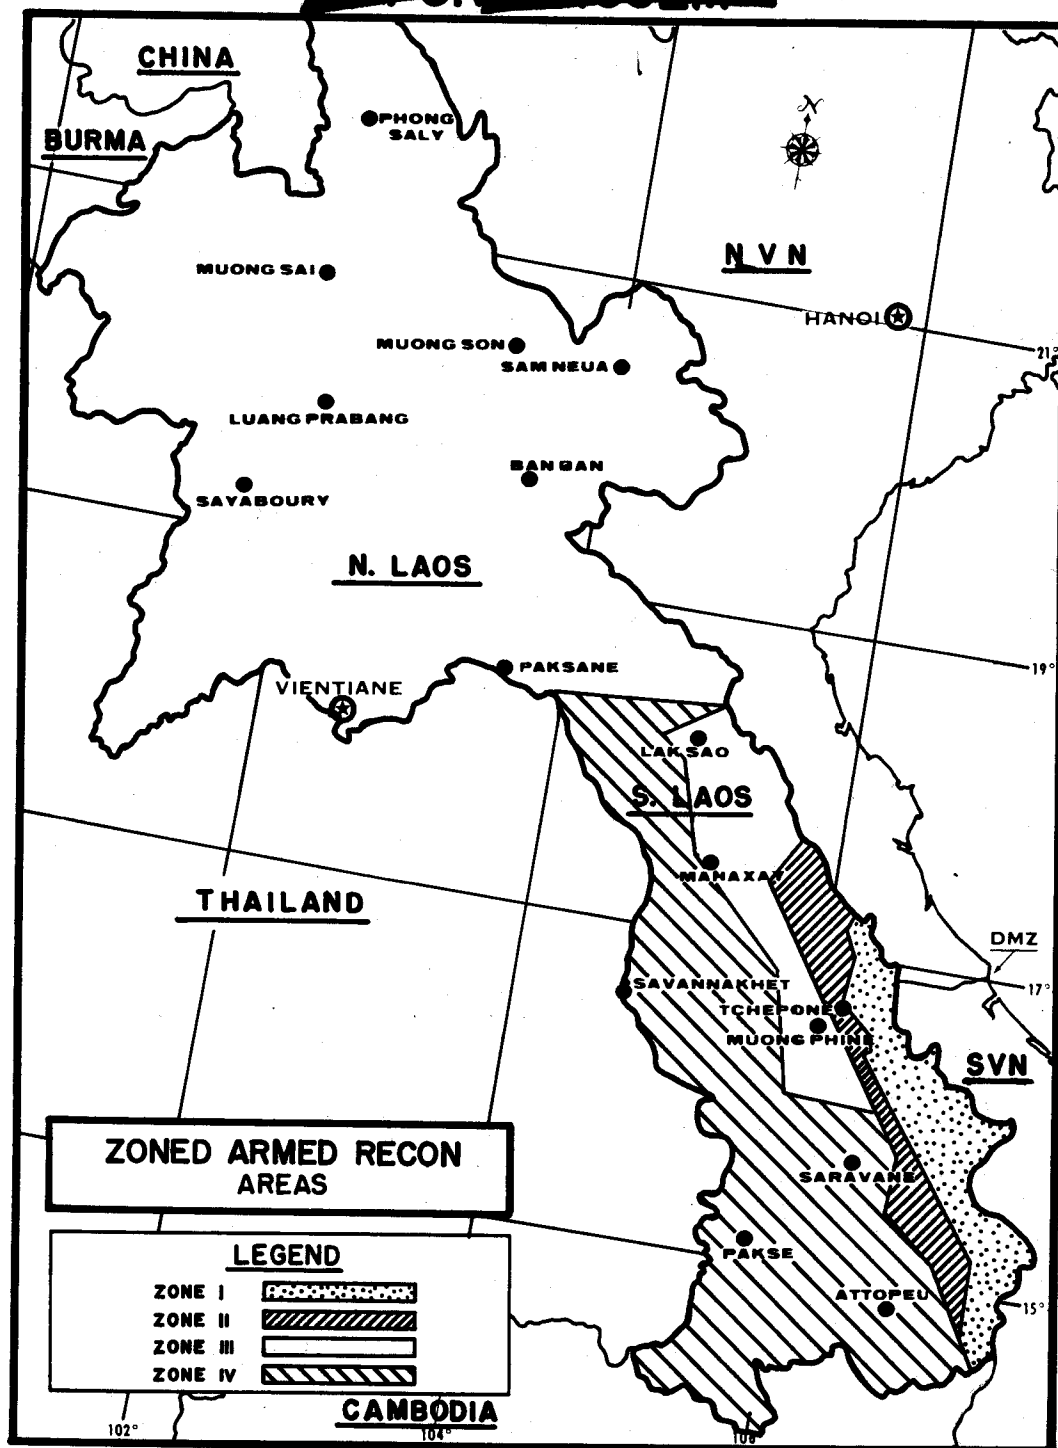 CHINA
BURMA
PHONG
SALY
N
N V N
MUONG SAI
HANOI
MUONG SON
SAM NEUA
21°
LUANG PRABANG
BAN BAN
SAYABOURY
N. LAOS
PAKSANE
19°
VIENTIANE
LAK SAO
S. LAOS
MAHAXAY
THAILAND
DMZ
SAVANNAKHET
17°
TCHEPONE
MUONG PHINE
SVN
ZONED ARMED RECON
AREAS
SARAVANE
PAKSE
LEGEND
ATTOPEU
ZONE I
15°
ZONE II
ZONE III
ZONE IV
CAMBODIA
102°
104°
106°